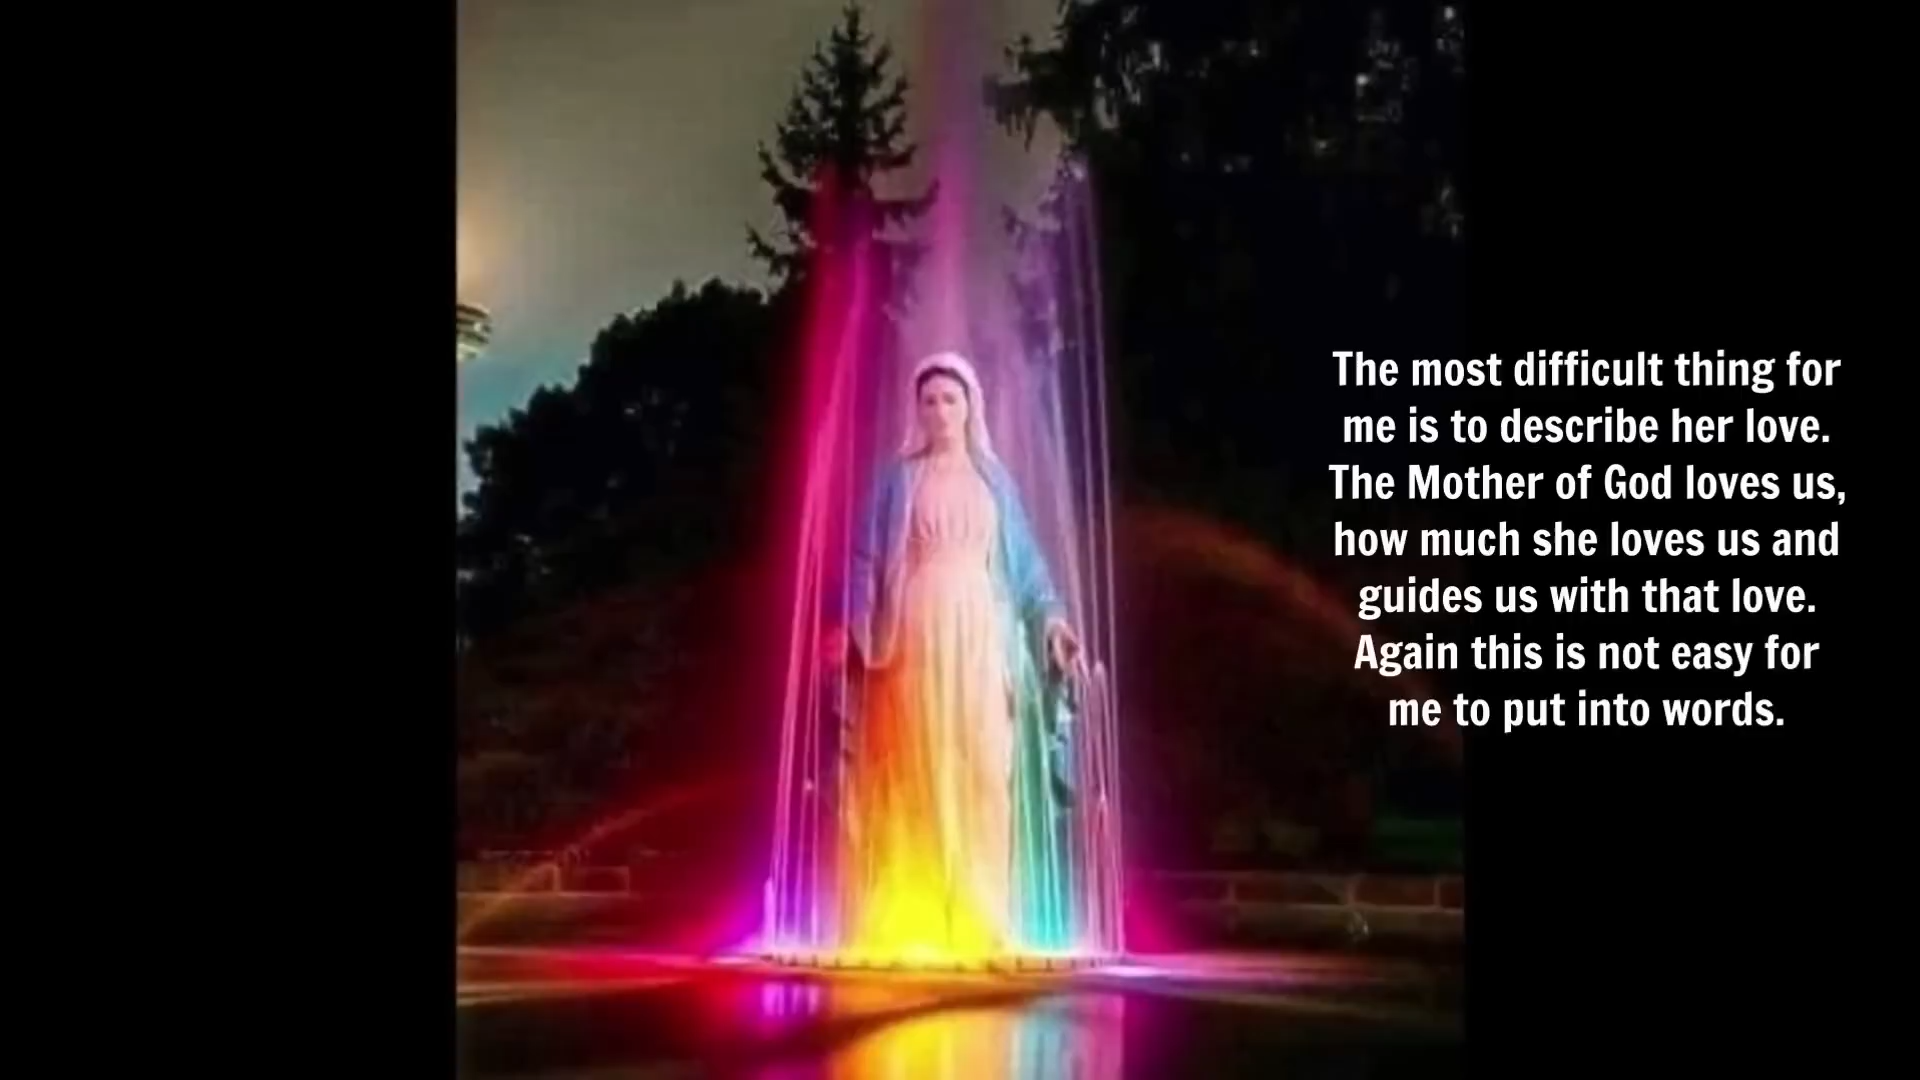 The most difficult thing for
me is to describe her love.
The Mother of God loves us,
how much she loves us and
guides us with that love.
Again this is not easy for
me to put into words.